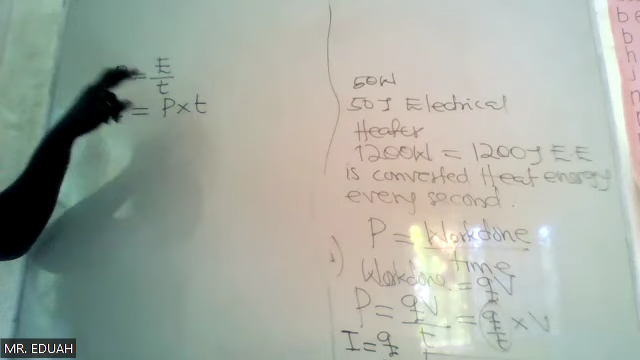 = E/t
= P×t
50W
50J Electrical
Heater
1200W = 1200J EE
is converted Heat energy
every second.
P = Workdone/time
Workdone = qV
P = qV/t = q/t × V
I = q/t
MR. EDUAH